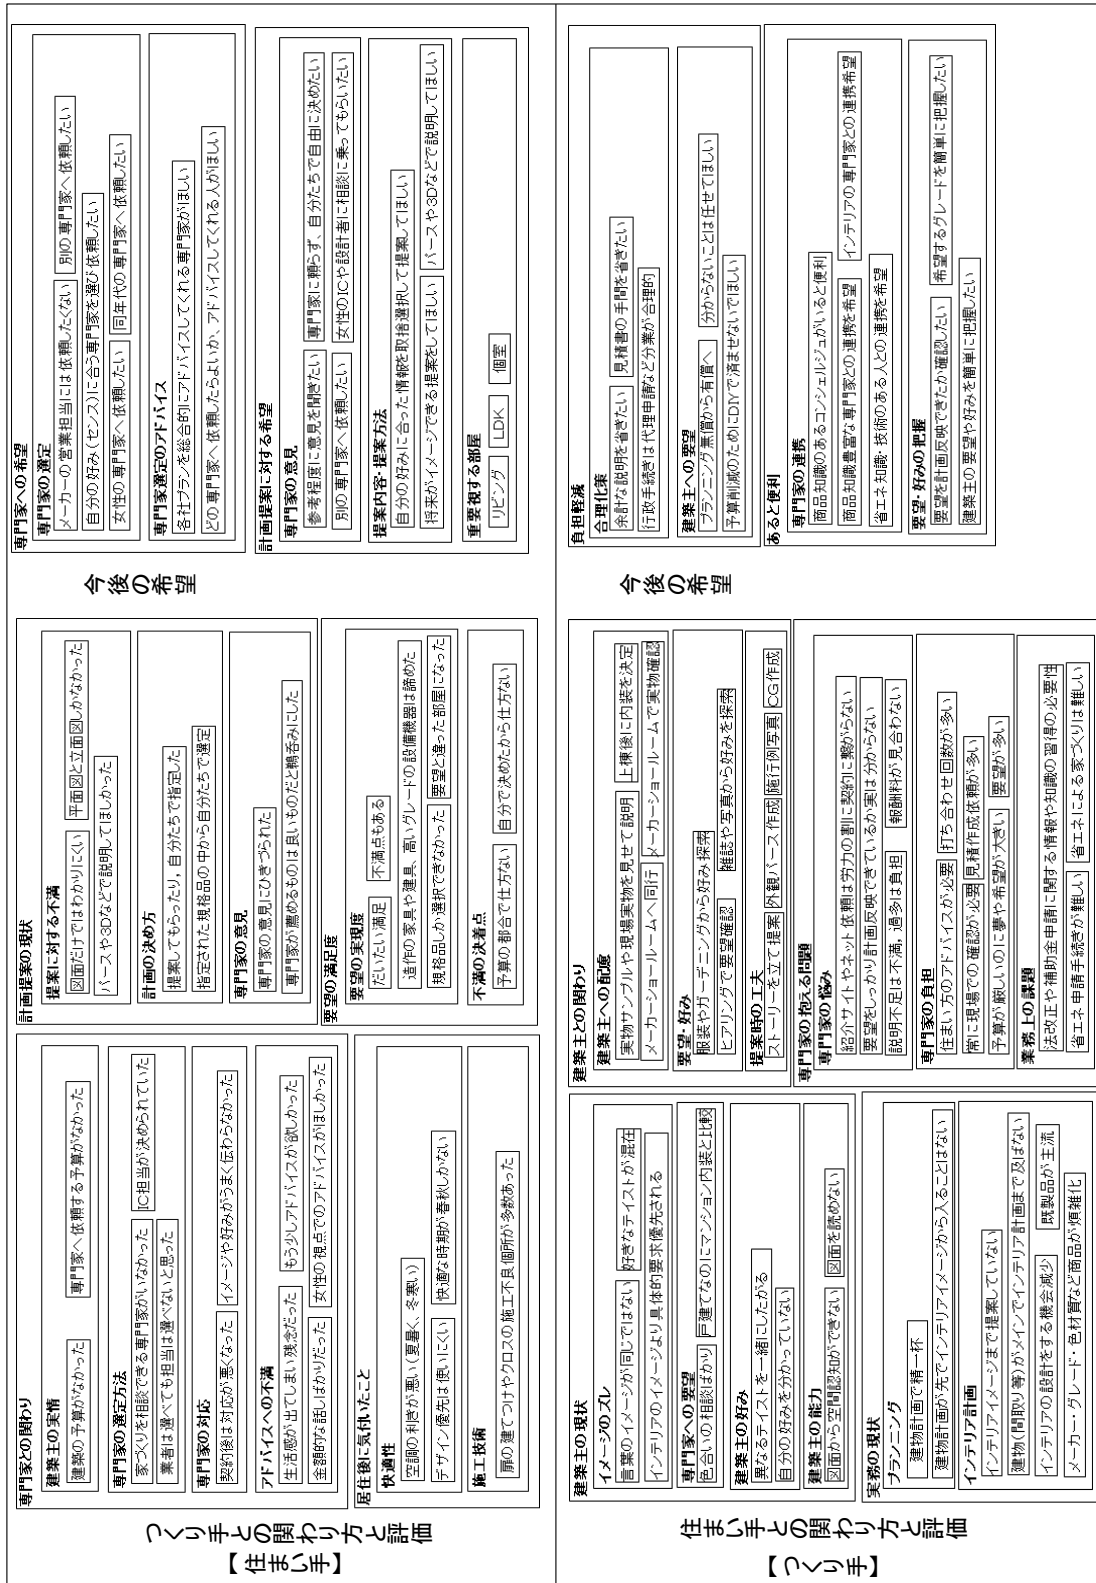 【住まい手】
つくり手との関わり方と評価
専門家との関わり
建築主の実情
建築の予算がなかった
専門家へ依頼する予算がなかった
専門家の選定方法
家づくりを相談できる専門家がいなかった
IC担当が決められていた
業者は選べても担当は選べないと思った
専門家の対応
契約後は対応が悪くなった
イメージや好みがうまく伝わらなかった
アドバイスへの不満
生活感が出てしまい残念だった
もう少しアドバイスが欲しかった
金額的な話しばかりだった
女性の視点でのアドバイスがほしかった
居住後に気付いたこと
快適性
空調の利きが悪い(夏暑く、冬寒い)
デザイン優先は使いにくい
快適な時期が春秋しかない
施工技術
扉の建てつけやクロスの施工不良個所が多数あった
計画提案の現状
提案に対する不満
図面だけではわかりにくい
平面図と立面図しかなかった
パースや3Dなどで説明してほしかった
計画の決め方
提案してもらったり,自分たちで指定した
指定された規格品の中から自分たちで選定
専門家の意見
専門家の意見にひきづられた
専門家が薦めるものは良いものだと鵜呑みにした
要望の満足度
要望の実現度
だいたい満足
不満点もある
造作の家具や建具、高いグレードの設備機器は諦めた
規格品しか選択できなかった
要望と違った部屋になった
不満の決着点
予算の都合で仕方ない
自分で決めたから仕方ない
今後の希望
専門家への希望
専門家の選定
メーカーの営業担当には依頼したくない
別の専門家へ依頼したい
自分の好み(センス)に合う専門家を選び依頼したい
女性の専門家へ依頼したい
同年代の専門家へ依頼したい
専門家選定のアドバイス
各社プランを総合的にアドバイスしてくれる専門家がほしい
どの専門家へ依頼したらよいか、アドバイスしてくれる人がほしい
計画提案に対する希望
専門家の意見
参考程度に意見を聞きたい
専門家に頼らず、自分たちで自由に決めたい
別の専門家へ依頼したい
女性のICや設計者に相談に乗ってもらいたい
提案内容・提案方法
自分の好みに合った情報を取捨選択して提案してほしい
将来がイメージできる提案をしてほしい
パースや3Dなどで説明してほしい
重要視する部屋
リビング
LDK
個室
【つくり手】
住まい手との関わり方と評価
建築主の現状
イメージのズレ
言葉のイメージが同じではない
好きなテイストが混在
インテリアのイメージより具体的要求優先される
専門家への要望
色合いの相談ばかり
戸建てなのにマンション内装と比較
建築主の好み
異なるテイストを一緒にしたがる
自分の好みを分かっていない
建築主の能力
図面から空間認知ができない
図面を読めない
実務の現状
プランニング
建物計画で精一杯
建物計画が先でインテリアイメージから入ることはない
インテリア計画
インテリアイメージまで提案していない
建物(間取り等)がメインでインテリア計画まで及ばない
インテリアの設計をする機会減少
既製品が主流
メーカー・グレード・色材質など商品が煩雑化
建築主との関わり
建築主への配慮
実物サンプルや現場実物を見せて説明
上棟後に内装を決定
メーカーショールームへ同行
メーカーショールームで実物確認
要望・好み
服装やガーデニングから好み探索
ヒアリングで要望確認
雑誌や写真から好みを探索
提案時の工夫
ストーリーを立て提案
外観パース作成
施行例写真
CG作成
専門家の抱える問題
専門家の悩み
紹介サイトやネット依頼は労力の割に契約に繋がらない
要望をしっかり計画反映できているか実は分からない
説明不足は不満,過多は負担
報酬料が見合わない
専門家の負担
住まい方のアドバイスが必要
打ち合わせ回数が多い
常に現場での確認が必要
見積作成依頼が多い
予算が厳しいのに夢や希望が大きい
要望が多い
業務上の課題
法改正や補助金申請に関する情報や知識の習得の必要性
省エネ申請手続きが難しい
省エネによる家づくりは難しい
今後の希望
負担軽減
合理化策
余計な説明を省きたい
見積書の手間を省きたい
行政手続きは代理申請など分業が合理的
建築主への要望
プランニング無償から有償へ
分からないことは任せてほしい
予算削減のためにDIYで済ませないでほしい
あると便利
専門家の連携
商品知識のあるコンシェルジュがいると便利
商品知識豊富な専門家との連携を希望
インテリアの専門家との連携希望
省エネ知識・技術のある人との連携を希望
要望・好みの把握
要望を計画反映できたか確認したい
希望するグレードを簡単に把握したい
建築主の要望や好みを簡単に把握したい